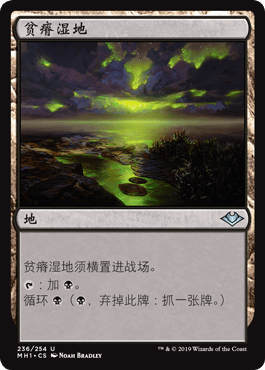 贫瘠湿地
地
贫瘠湿地须横置进战场。
：加。
循环（，弃掉此牌：抓一张牌。）
236/254 U
MH1 • CS NOAH BRADLEY
™ & © 2019 Wizards of the Coast